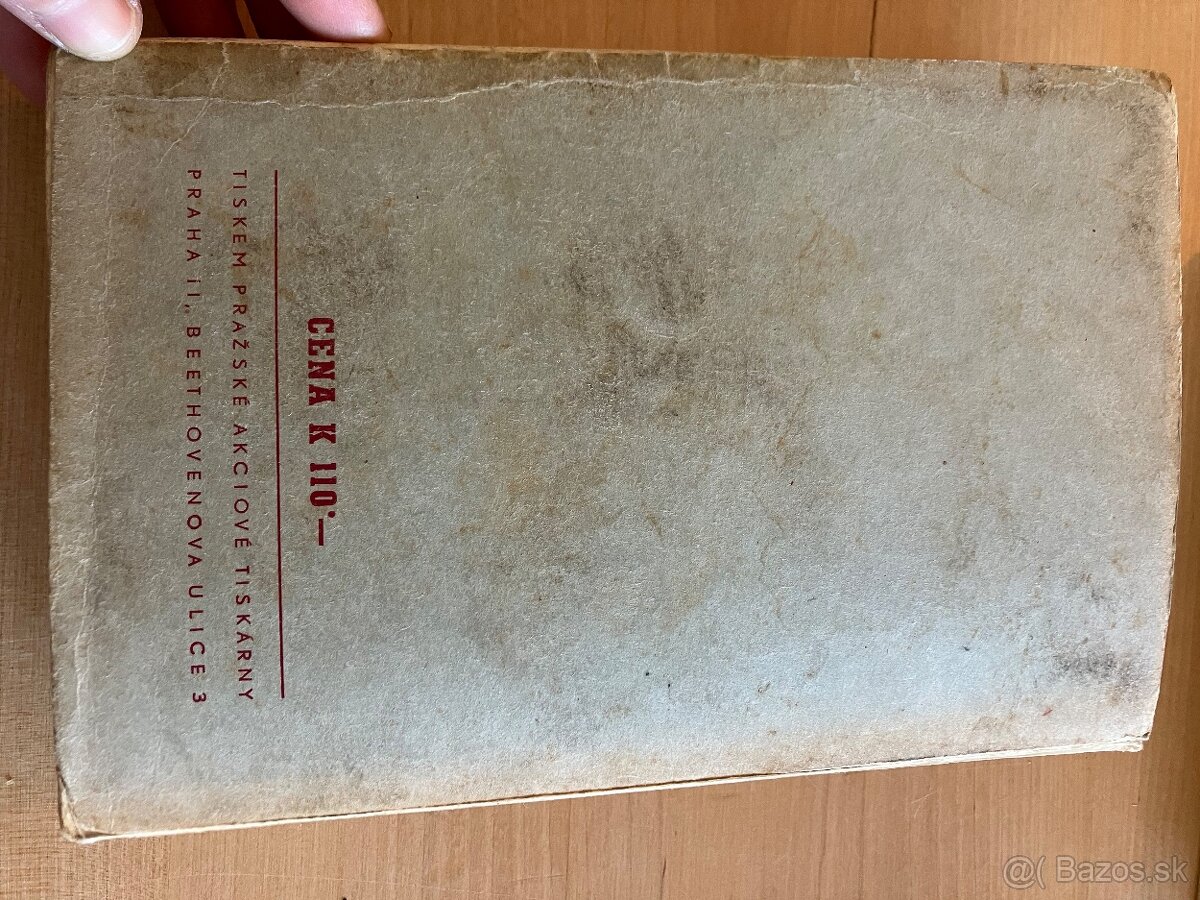 CENA K 110·—
TISKEM PRAŽSKÉ AKCIOVÉ TISKÁRNY
PRAHA II., BEETHOVENOVA ULICE 3
@( Bazos.sk